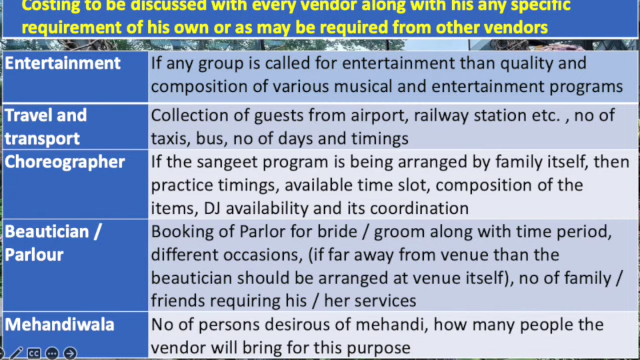 Costing to be discussed with every vendor along with his any specific
requirement of his own or as may be required from other vendors
Entertainment
If any group is called for entertainment than quality and
composition of various musical and entertainment programs
Travel and
transport
Collection of guests from airport, railway station etc. , no of
taxis, bus, no of days and timings
Choreographer
If the sangeet program is being arranged by family itself, then
practice timings, available time slot, composition of the
items, DJ availability and its coordination
Beautician /
Parlour
Booking of Parlor for bride / groom along with time period,
different occasions, (if far away from venue than the
beautician should be arranged at venue itself), no of family /
friends requiring his / her services
Mehandiwala
No of persons desirous of mehandi, how many people the
vendor will bring for this purpose
CC